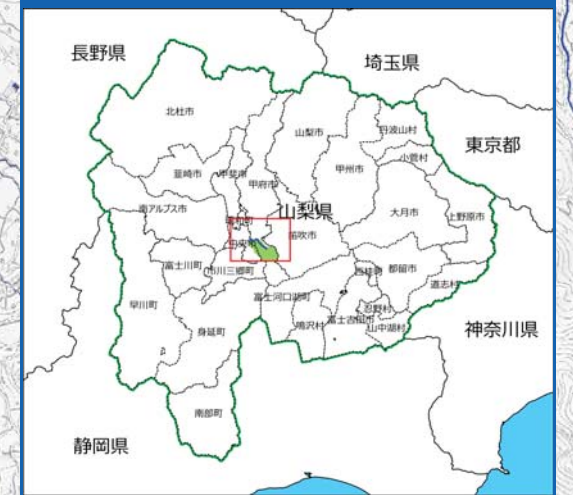 長野県
埼玉県
北杜市
山梨市
丹波山村
東京都
小菅村
韮崎市
甲斐市
甲州市
甲府市
南アルプス市
山梨県
大月市
上野原市
昭和町
笛吹市
中央市
富士川町
市川三郷町
西桂町
都留市
道志村
早川町
富士河口湖町
忍野村
鳴沢村
富士吉田市
山中湖村
神奈川県
身延町
南部町
静岡県